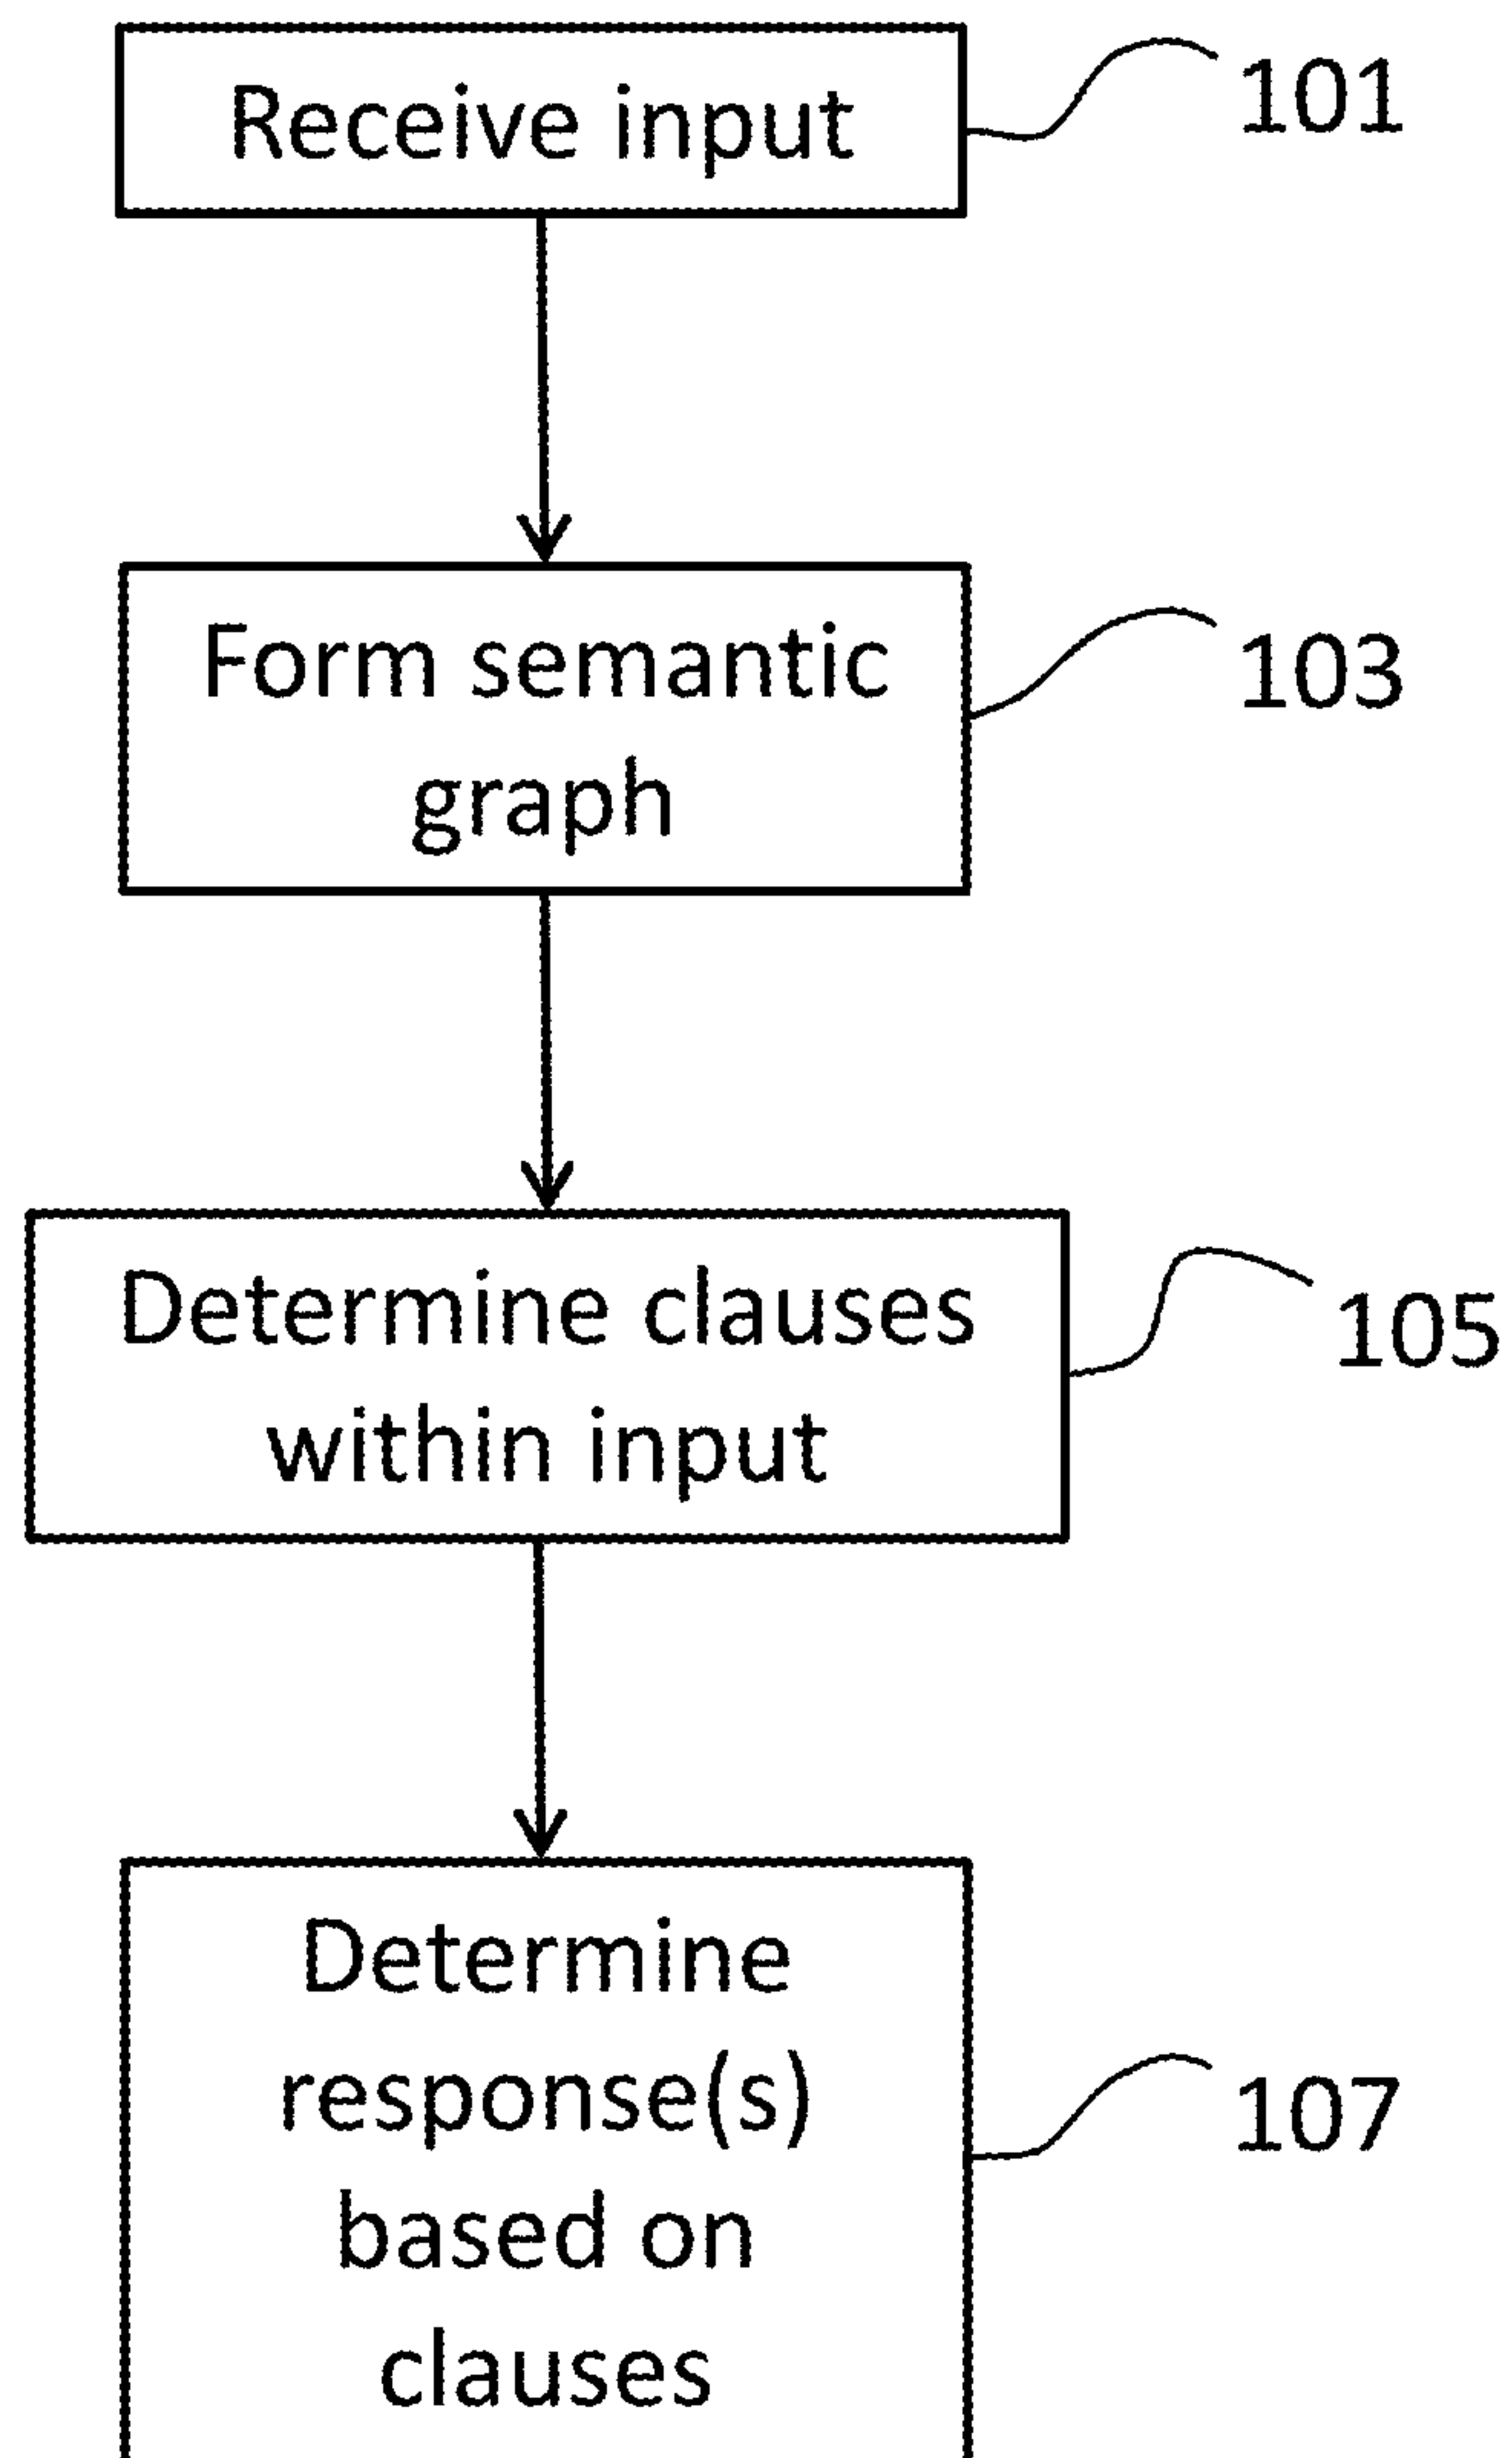 Receive input
101
Form semantic
graph
103
Determine clauses
within input
105
Determine
response(s)
based on
clauses
107